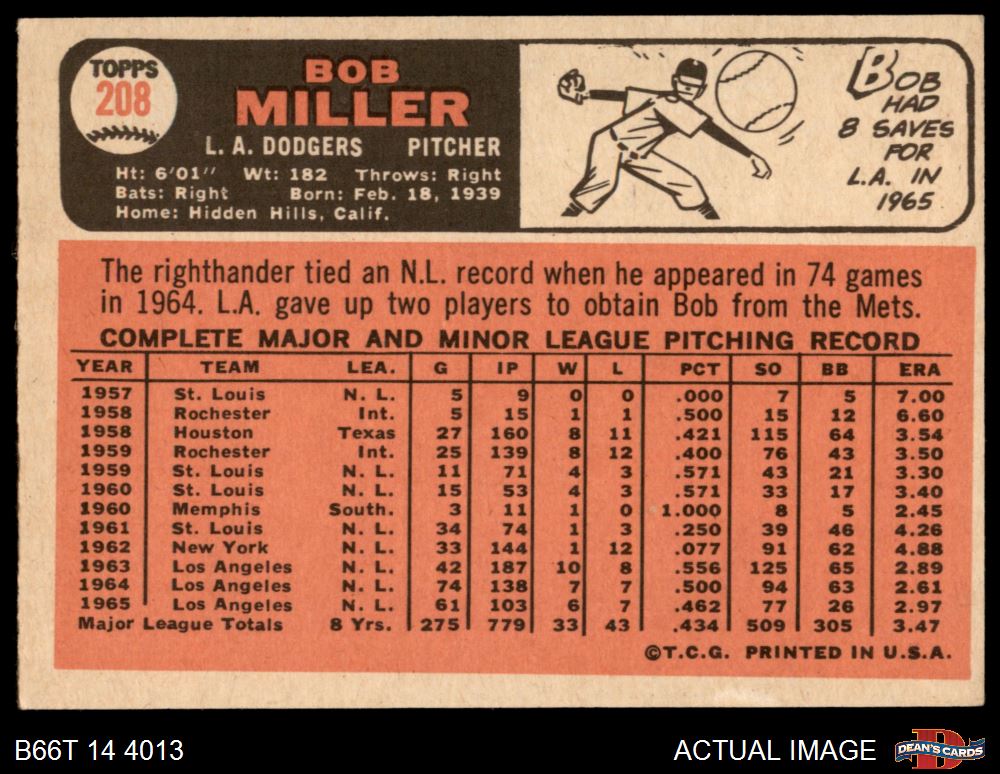 TOPPS
208
BOB
MILLER
L. A. DODGERS PITCHER
Ht: 6'01" Wt: 182 Throws: Right
Bats: Right Born: Feb. 18, 1939
Home: Hidden Hills, Calif.
BOB
HAD
8 SAVES
FOR
L.A. IN
1965
The righthander tied an N.L. record when he appeared in 74 games
in 1964. L.A. gave up two players to obtain Bob from the Mets.
COMPLETE MAJOR AND MINOR LEAGUE PITCHING RECORD
YEAR TEAM LEA. G IP W L PCT SO BB ERA
1957 St. Louis N. L. 5 9 0 0 .000 7 5 7.00
1958 Rochester Int. 5 15 1 1 .500 15 12 6.60
1958 Houston Texas 27 160 8 11 .421 115 64 3.54
1959 Rochester Int. 25 139 8 12 .400 76 43 3.50
1959 St. Louis N. L. 11 71 4 3 .571 43 21 3.30
1960 St. Louis N. L. 15 53 4 3 .571 33 17 3.40
1960 Memphis South. 3 11 1 0 1.000 8 5 2.45
1961 St. Louis N. L. 34 74 1 3 .250 39 46 4.26
1962 New York N. L. 33 144 1 12 .077 91 62 4.88
1963 Los Angeles N. L. 42 187 10 8 .556 125 65 2.89
1964 Los Angeles N. L. 74 138 7 7 .500 94 63 2.61
1965 Los Angeles N. L. 61 103 6 7 .462 77 26 2.97
Major League Totals 8 Yrs. 275 779 33 43 .434 509 305 3.47
©T.C.G. PRINTED IN U.S.A.
B66T 14 4013
ACTUAL IMAGE
D
DEAN'S CARDS